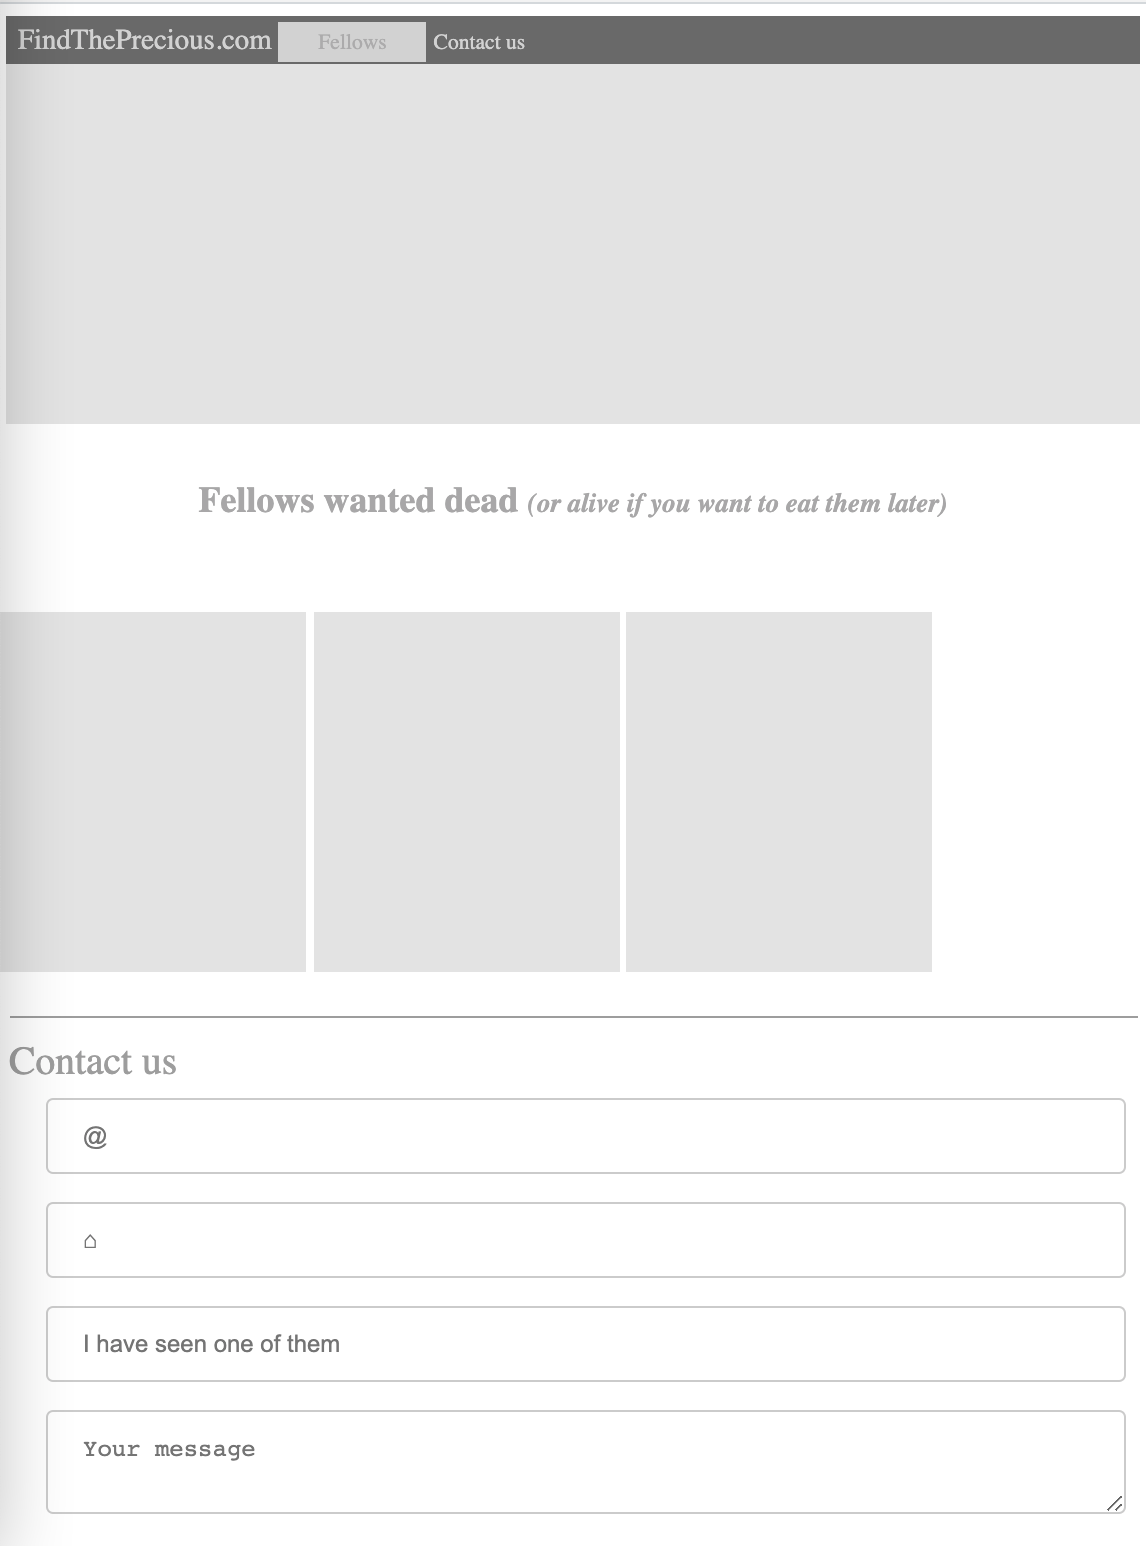 FindThePrecious.com Fellows Contact us
Fellows wanted dead (or alive if you want to eat them later)
Contact us
@
⌂
I have seen one of them
Your message